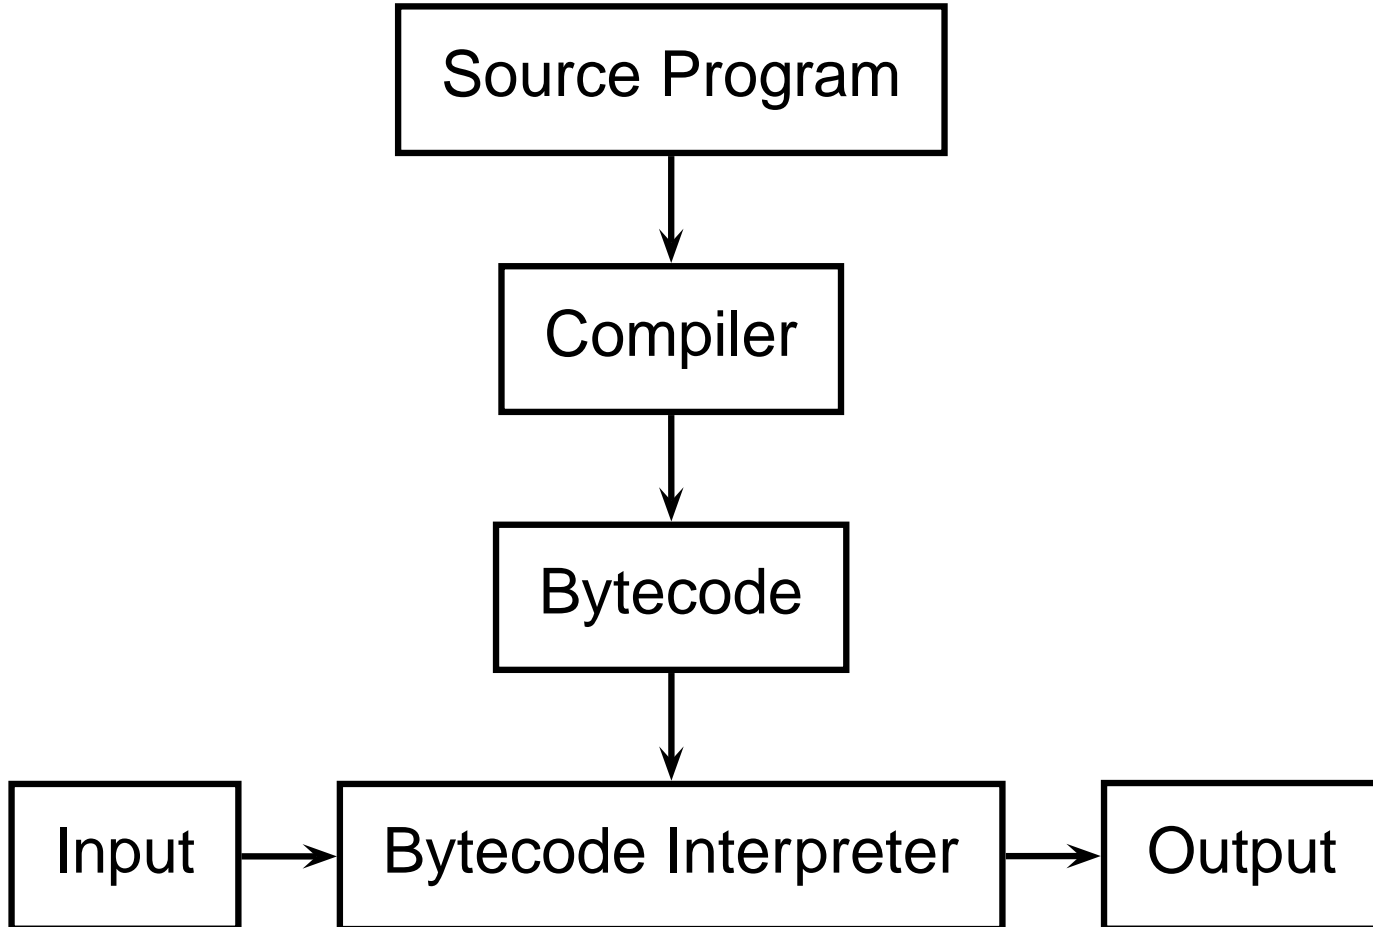 Source Program
Compiler
Bytecode
Input
Bytecode Interpreter
Output